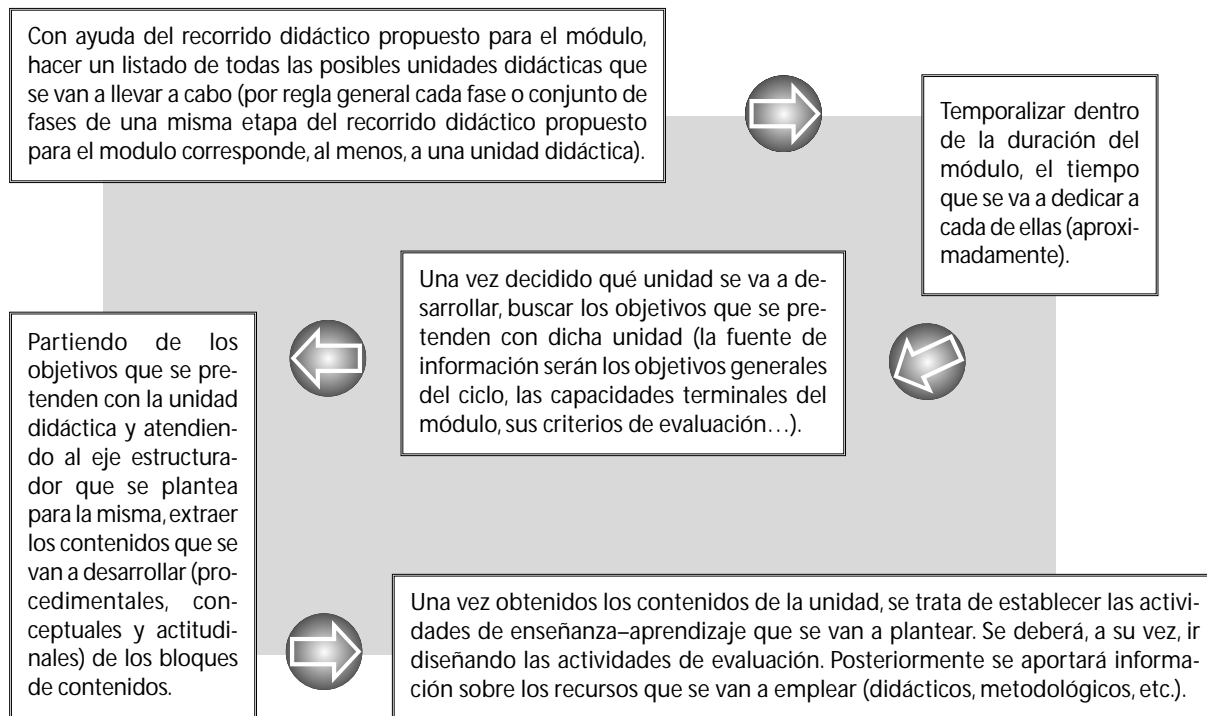 Con ayuda del recorrido didáctico propuesto para el módulo,
hacer un listado de todas las posibles unidades didácticas que
se van a llevar a cabo (por regla general cada fase o conjunto de
fases de una misma etapa del recorrido didáctico propuesto
para el modulo corresponde, al menos, a una unidad didáctica).
Temporalizar dentro
de la duración del
módulo, el tiempo
que se va a dedicar a
cada de ellas (aproxi-
madamente).
Una vez decidido qué unidad se va a de-
sarrollar, buscar los objetivos que se pre-
tenden con dicha unidad (la fuente de
información serán los objetivos generales
del ciclo, las capacidades terminales del
módulo, sus criterios de evaluación…).
Partiendo de los
objetivos que se pre-
tenden con la unidad
didáctica y atendien-
do al eje estructura-
dor que se plantea
para la misma, extraer
los contenidos que se
van a desarrollar (pro-
cedimentales, con-
ceptuales y actitudi-
nales) de los bloques
de contenidos.
Una vez obtenidos los contenidos de la unidad, se trata de establecer las activi-
dades de enseñanza–aprendizaje que se van a plantear. Se deberá, a su vez, ir
diseñando las actividades de evaluación. Posteriormente se aportará informa-
ción sobre los recursos que se van a emplear (didácticos, metodológicos, etc.).